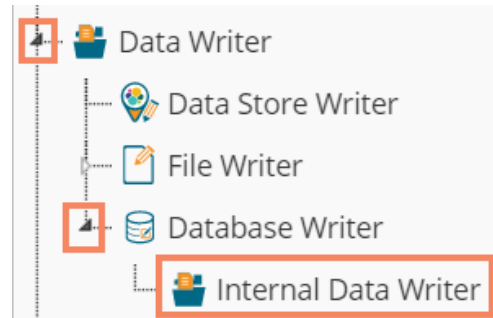 Data Writer
Data Store Writer
File Writer
Database Writer
Internal Data Writer